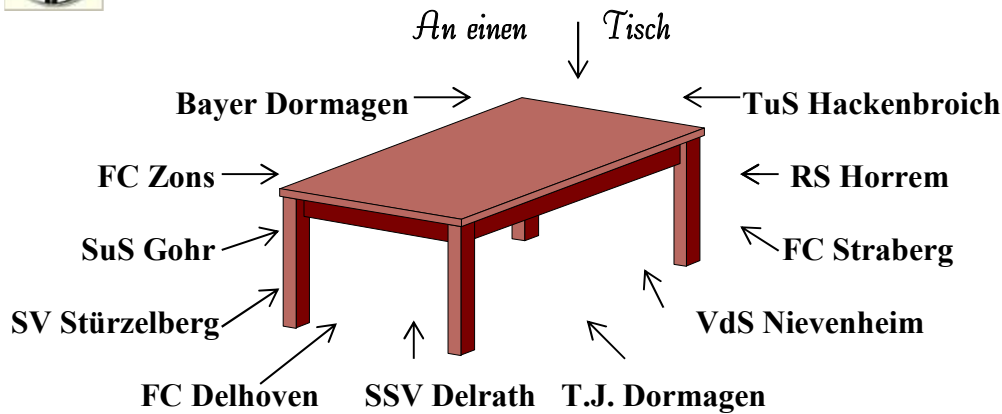 An einen Tisch
Bayer Dormagen TuS Hackenbroich
FC Zons RS Horrem
SuS Gohr FC Straberg
SV Stürzelberg VdS Nievenheim
FC Delhoven SSV Delrath T.J. Dormagen